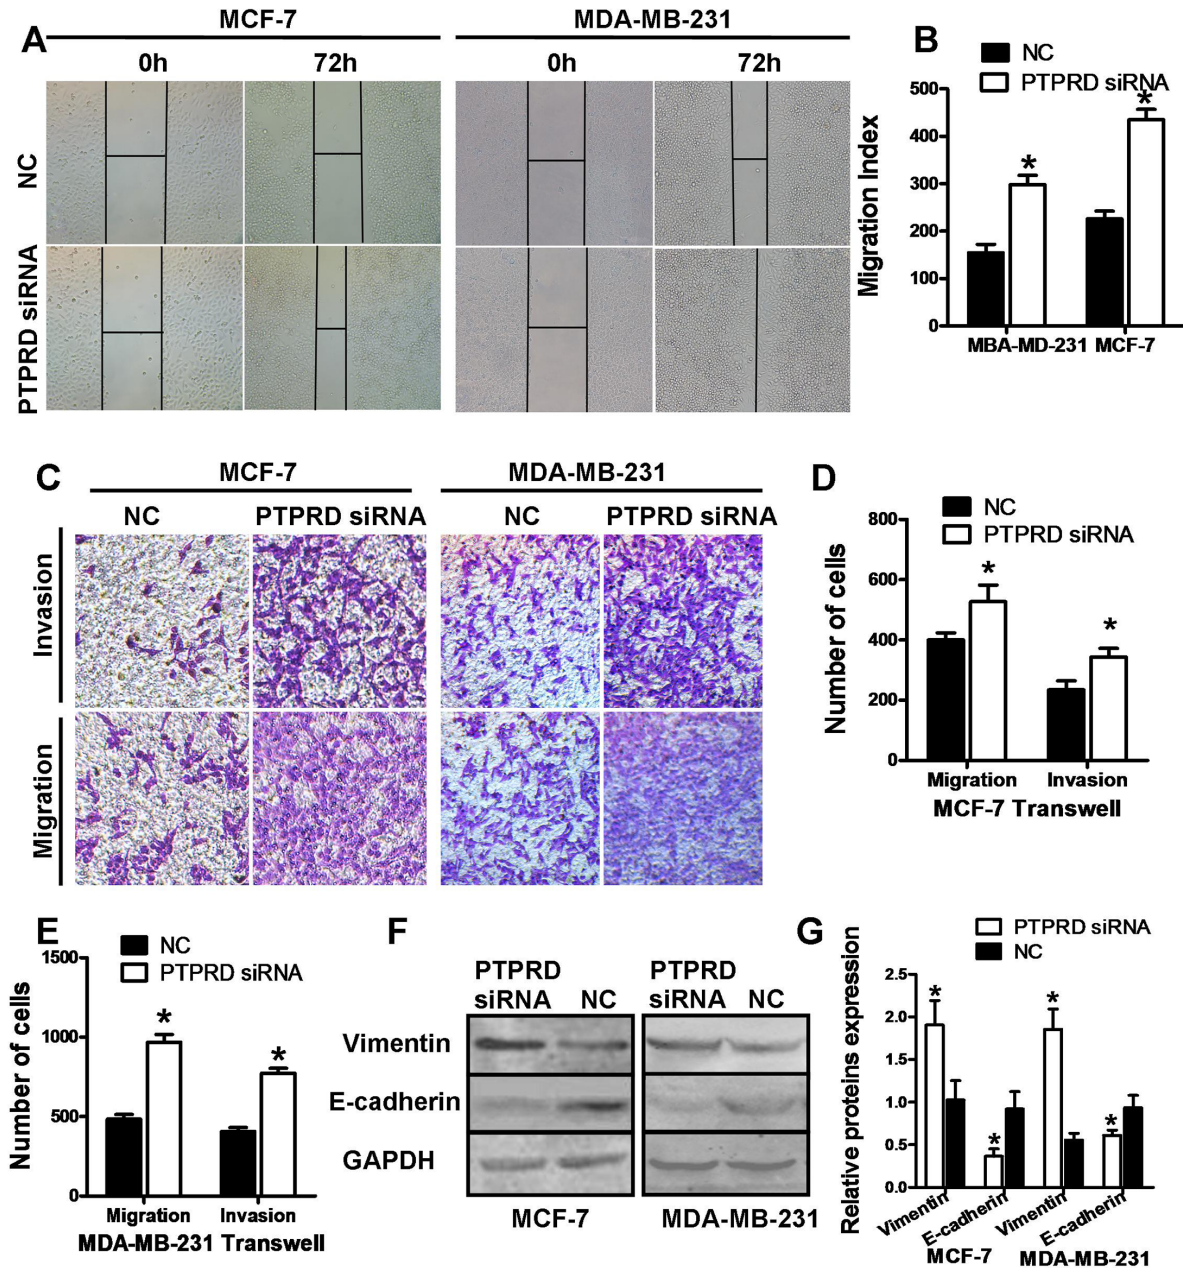 A
MCF-7
MDA-MB-231
0h
72h
0h
72h
NC
PTPRD siRNA
B
NC
PTPRD siRNA
Migration Index
500
400
300
200
100
0
*
*
MBA-MD-231 MCF-7
C
MCF-7
MDA-MB-231
NC
PTPRD siRNA
NC
PTPRD siRNA
Invasion
Migration
D
NC
PTPRD siRNA
Number of cells
800
600
400
200
0
*
*
Migration Invasion
MCF-7 Transwell
E
NC
PTPRD siRNA
Number of cells
1500
1000
500
0
*
*
Migration Invasion
MDA-MB-231 Transwell
F
PTPRD
siRNA
NC
PTPRD
siRNA
NC
Vimentin
E-cadherin
GAPDH
MCF-7
MDA-MB-231
G
PTPRD siRNA
NC
Relative proteins expression
2.5
2.0
1.5
1.0
0.5
0.0
*
*
*
*
Vimentin
E-cadherin
Vimentin
E-cadherin
MCF-7
MDA-MB-231